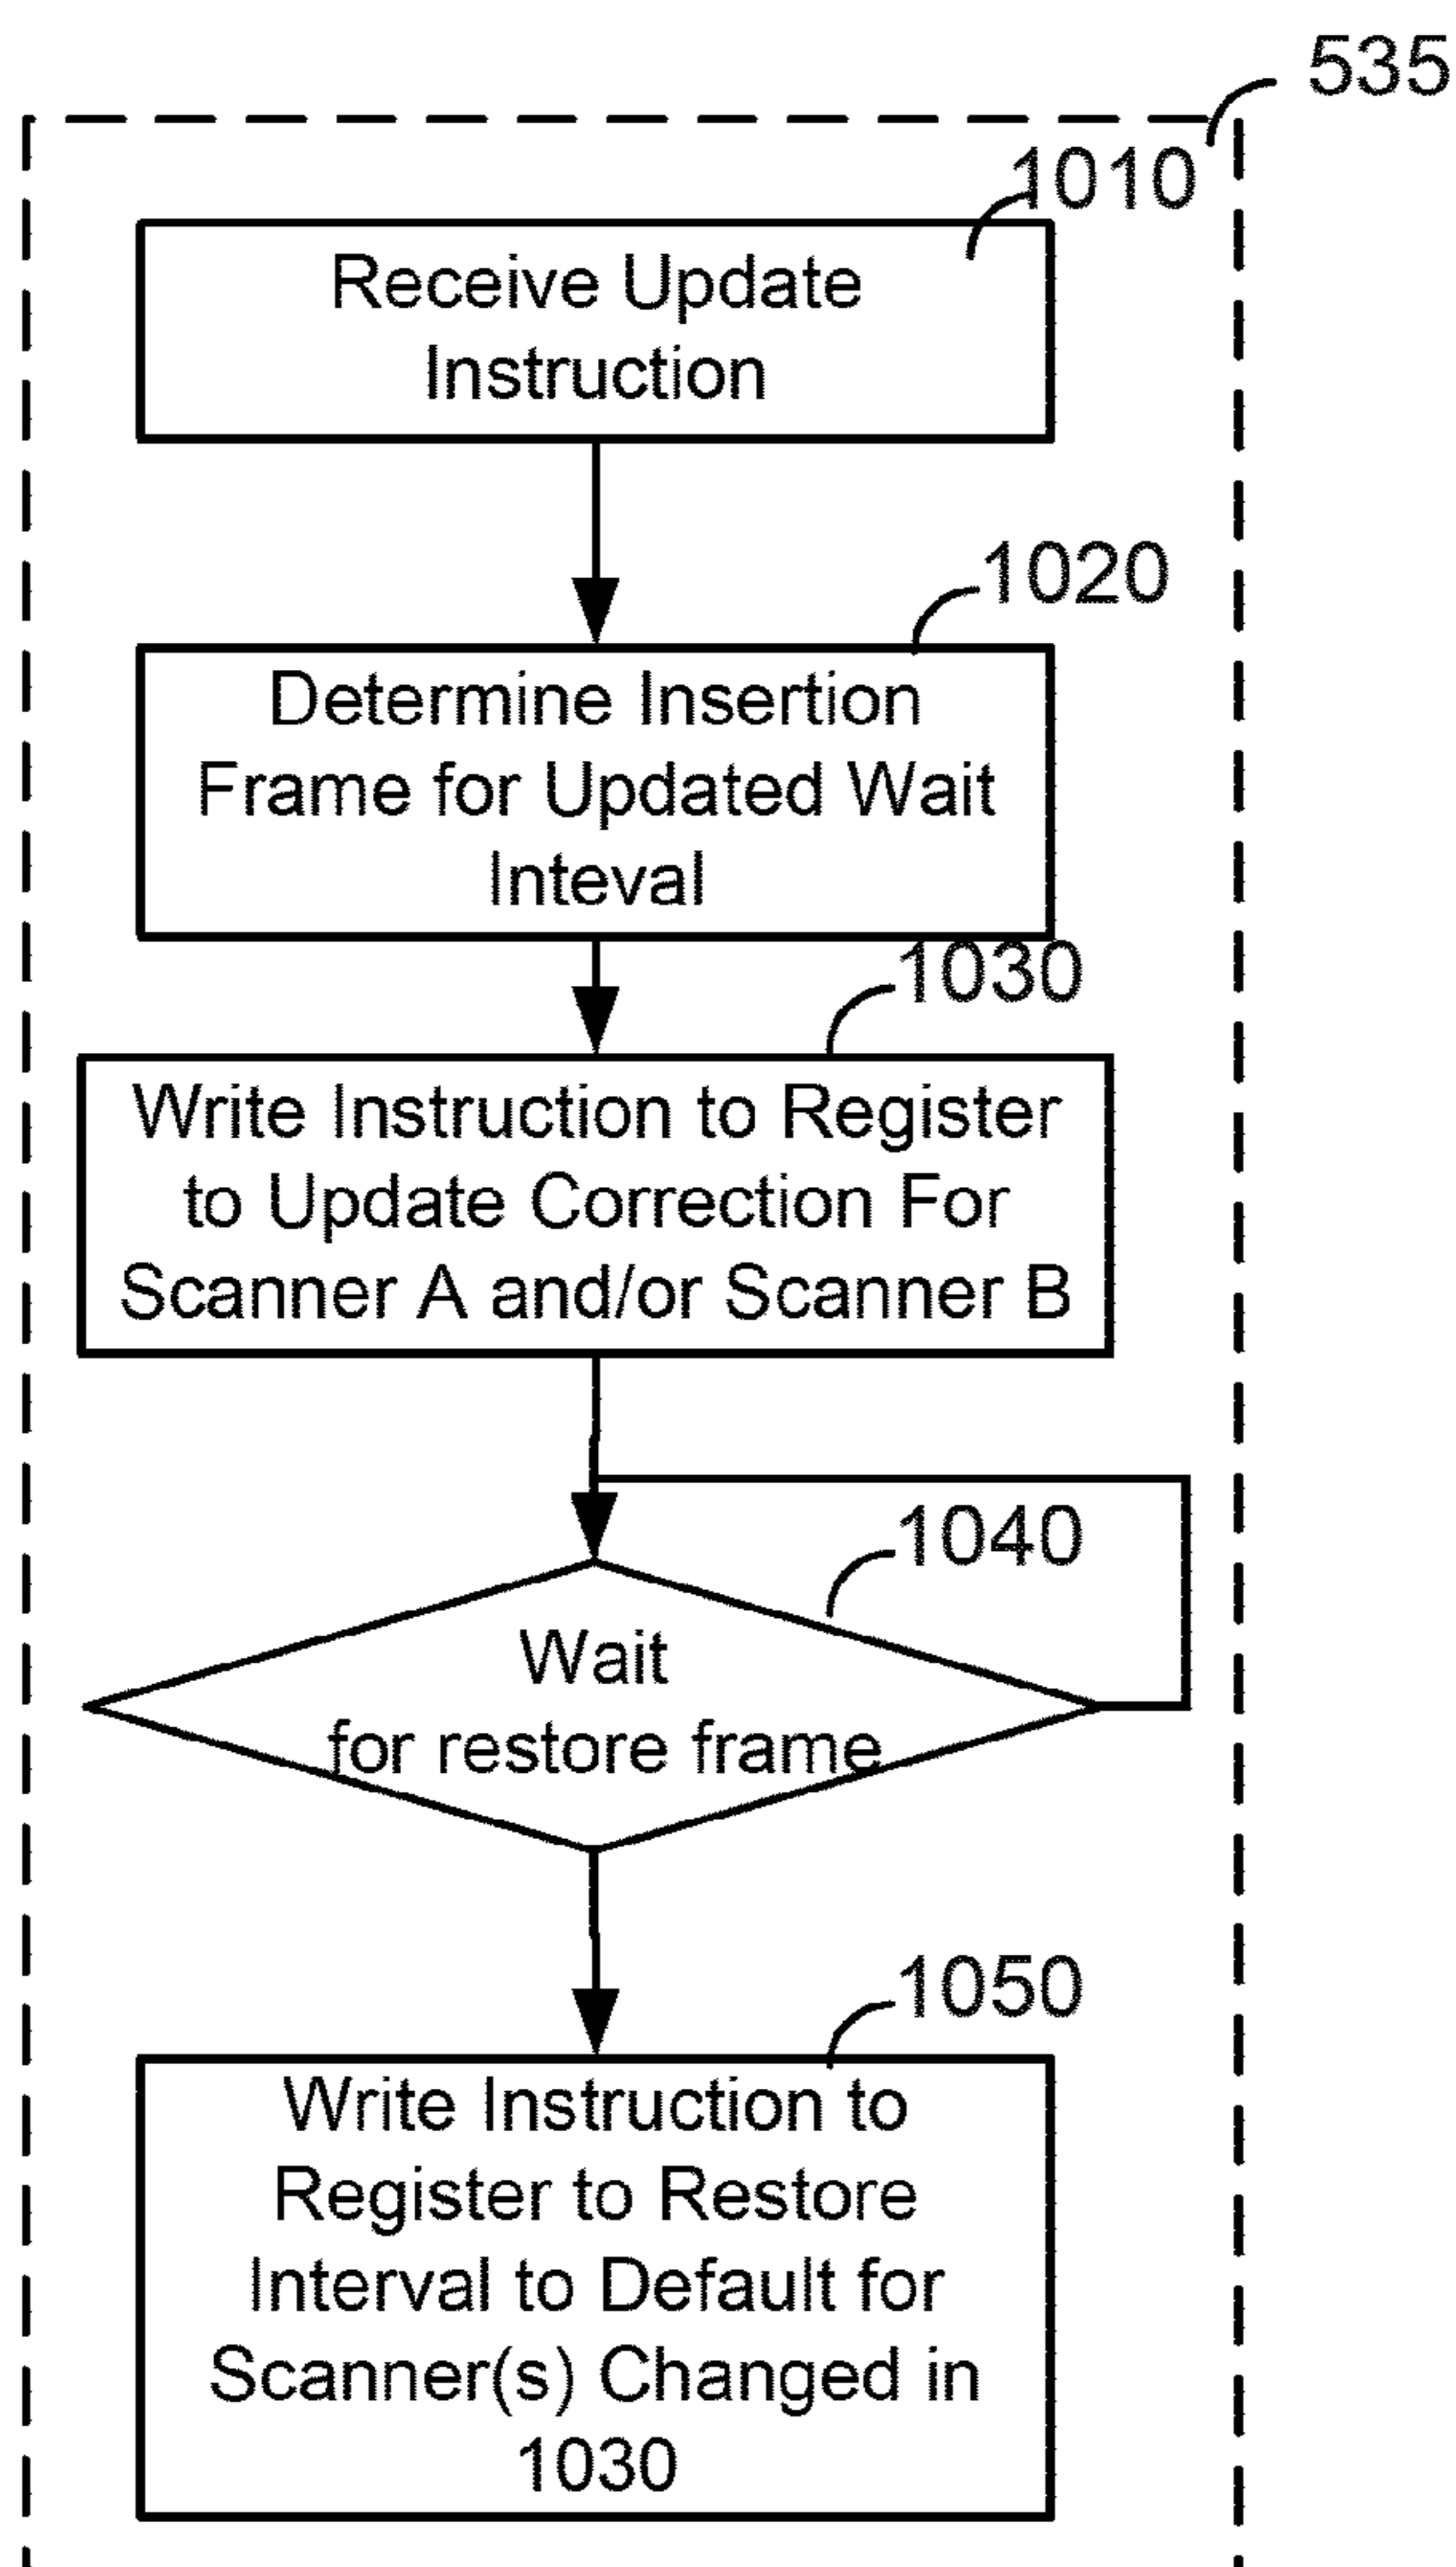 535
1010
Receive Update
Instruction
1020
Determine Insertion
Frame for Updated Wait
Inteval
1030
Write Instruction to Register
to Update Correction For
Scanner A and/or Scanner B
1040
Wait
for restore frame
1050
Write Instruction to
Register to Restore
Interval to Default for
Scanner(s) Changed in
1030